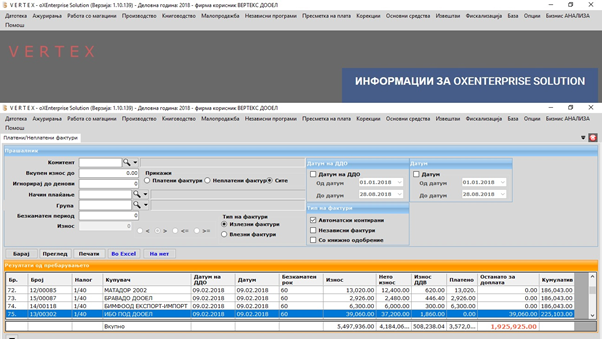 V E R T E X - oXEnterprise Solution (Верзија: 1.10.139) - Деловна година: 2018 - фирма корисник ВЕРТЕКС ДООЕЛ
Датотека Ажурирања Работа со магацини Производство Книговодство Малопродажба Независни програми Пресметка на плата Корекции Основни средства Извештаи Фискализација База Опции Бизнис АНАЛИЗА
Помош
V E R T E X
ИНФОРМАЦИИ ЗА OXENTERPRISE SOLUTION
V E R T E X - oXEnterprise Solution (Верзија: 1.10.139) - Деловна година: 2018 - фирма корисник ВЕРТЕКС ДООЕЛ
Датотека Ажурирања Работа со магацини Производство Книговодство Малопродажба Независни програми Пресметка на плата Корекции Основни средства Извештаи Фискализација База Опции Бизнис АНАЛИЗА
Помош
Платени/Неплатени фактури
Прашалник
Комитент
Вкупен износ до 0.00
Игнорирај до денови 0
Начин плаќање
Група
Безкаматен период 0
Износ 0
Прикажи
Платени фактури Неплатени фактури Сите
< > <= >=
Тип на фактури
Излезни фактури
Влезни фактури
Датум на ДДО
Од датум 01.01.2018
До датум 28.08.2018
Датум
Датум
Од датум 01.01.2018
До датум 28.08.2018
Тип на фактури
Автоматски контирани
Независни фактури
Со книжно одобрение
Барај Преглед Печати Во Excel На нет
Резултати од пребарувањето
Бр. Број Налог Купувач Датум на ДДО Датум Безкаматен рок Износ Нето износ Износ ДДВ Платено Останато за доплата Кумулатив
72. 12/00085 1/40 МАТАДОР 2002 09.02.2018 09.02.2018 60 13,020.00 12,400.00 620.00 13,020. 0.00 186,043.00
73. 15/00087 1/40 БРАВАДО ДООЕЛ 09.02.2018 09.02.2018 60 2,926.00 2,480.00 446.40 2,926.00 0.00 186,043.00
74. 14/00118 1/40 БИМФООД ЕКСПОРТ-ИМПОРТ 09.02.2018 09.02.2018 60 6,300.00 6,000.00 300.00 0.00 186,043.00
75. 13/00302 1/40 ИБО ПОД ДООЕЛ 09.02.2018 09.02.2018 60 39,060.00 37,200.00 1,860.00 0.00 39,060.00 225,103.00
Вкупно 5,497,936.00 4,184,06... 508,238.04 3,572,0... 1,925,925.00